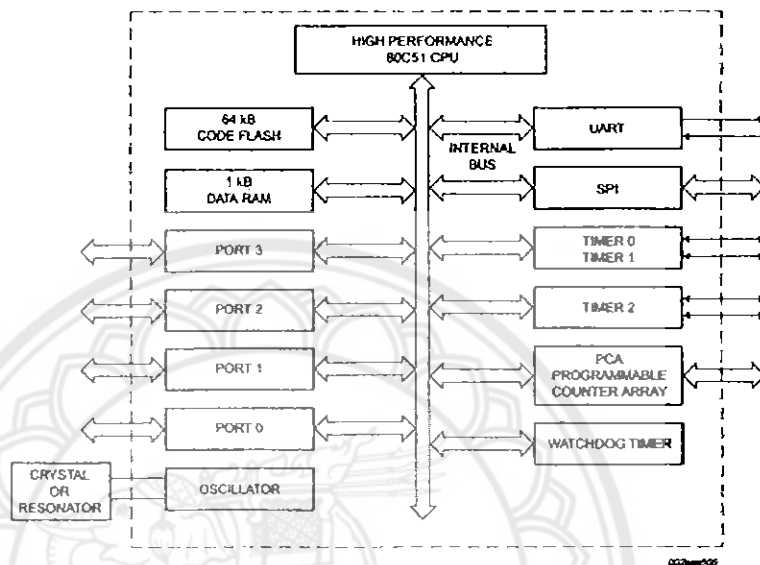 HIGH PERFORMANCE
80C51 CPU
64 kB
CODE FLASH
UART
INTERNAL
BUS
1 kB
DATA RAM
SPI
PORT 3
TIMER 0
TIMER 1
PORT 2
TIMER 2
PORT 1
PCA
PROGRAMMABLE
COUNTER ARRAY
PORT 0
WATCHDOG TIMER
CRYSTAL
OR
RESONATOR
OSCILLATOR